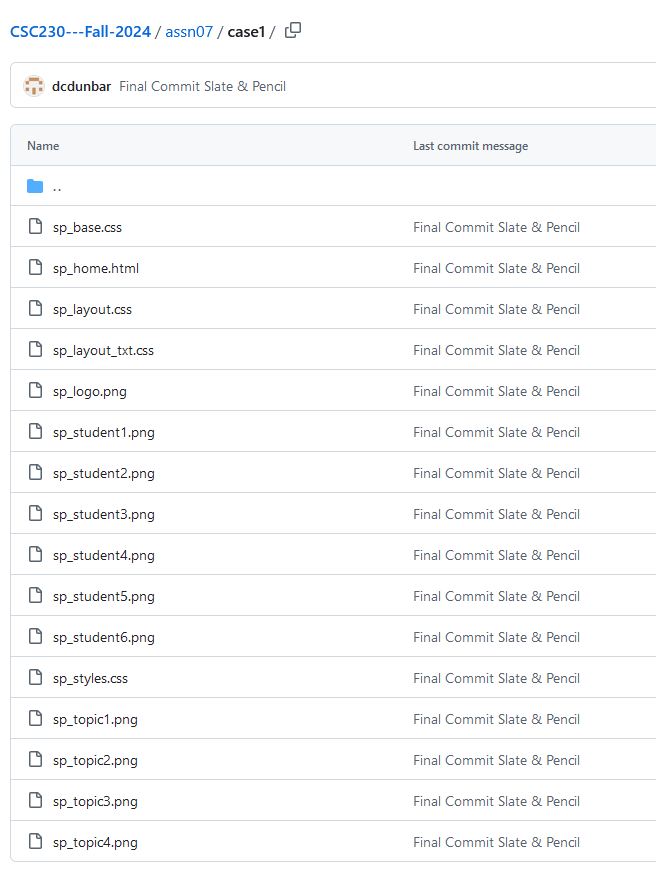 CSC230---Fall-2024 / assn07 / case1 /
dcdunbar Final Commit Slate & Pencil
Name Last commit message
..
sp_base.css Final Commit Slate & Pencil
sp_home.html Final Commit Slate & Pencil
sp_layout.css Final Commit Slate & Pencil
sp_layout_txt.css Final Commit Slate & Pencil
sp_logo.png Final Commit Slate & Pencil
sp_student1.png Final Commit Slate & Pencil
sp_student2.png Final Commit Slate & Pencil
sp_student3.png Final Commit Slate & Pencil
sp_student4.png Final Commit Slate & Pencil
sp_student5.png Final Commit Slate & Pencil
sp_student6.png Final Commit Slate & Pencil
sp_styles.css Final Commit Slate & Pencil
sp_topic1.png Final Commit Slate & Pencil
sp_topic2.png Final Commit Slate & Pencil
sp_topic3.png Final Commit Slate & Pencil
sp_topic4.png Final Commit Slate & Pencil